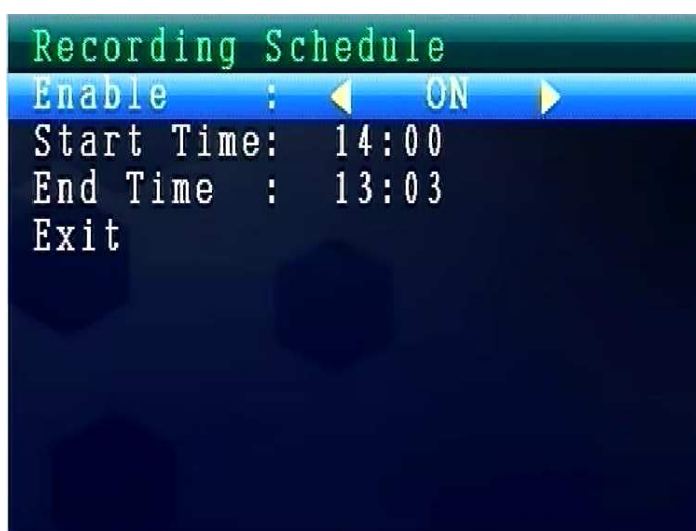 Recording Schedule
Enable : ON
Start Time: 14:00
End Time : 13:03
Exit